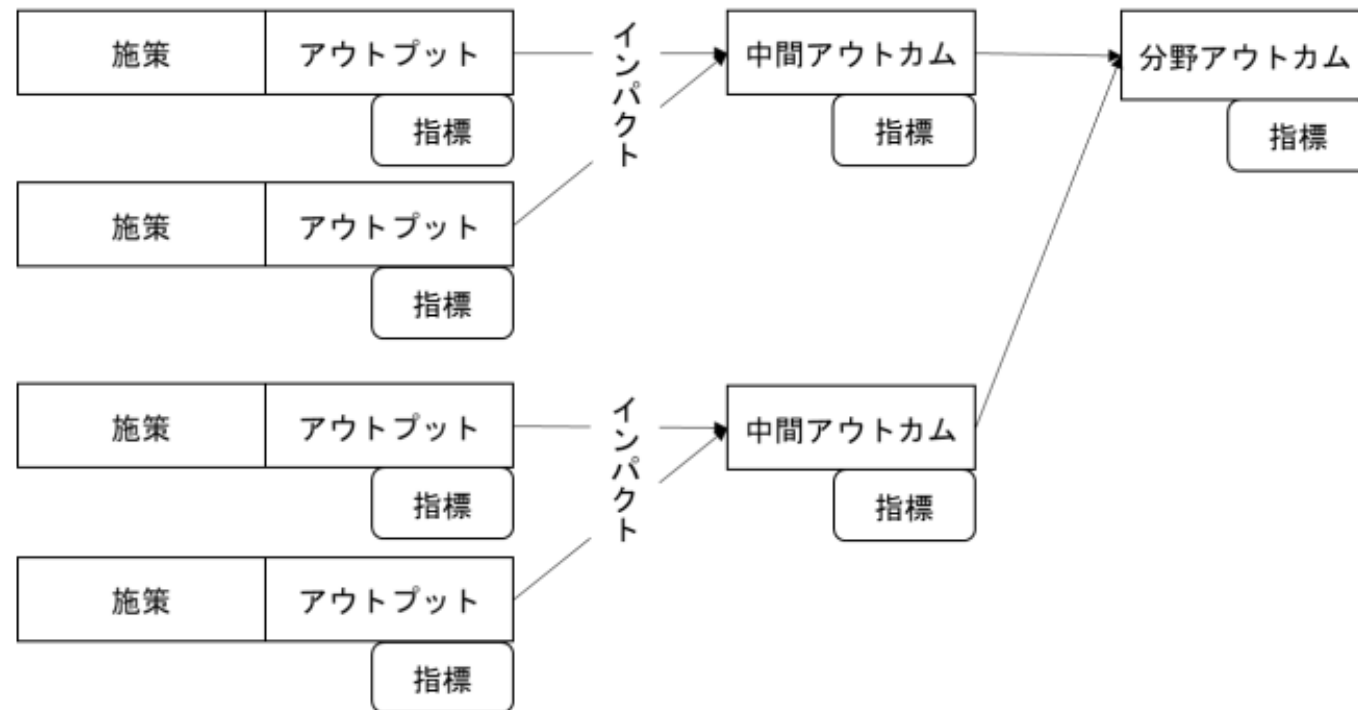 施策
アウトプット
インパクト
中間アウトカム
分野アウトカム
指標
指標
指標
施策
アウトプット
指標
施策
アウトプット
インパクト
中間アウトカム
指標
指標
施策
アウトプット
指標